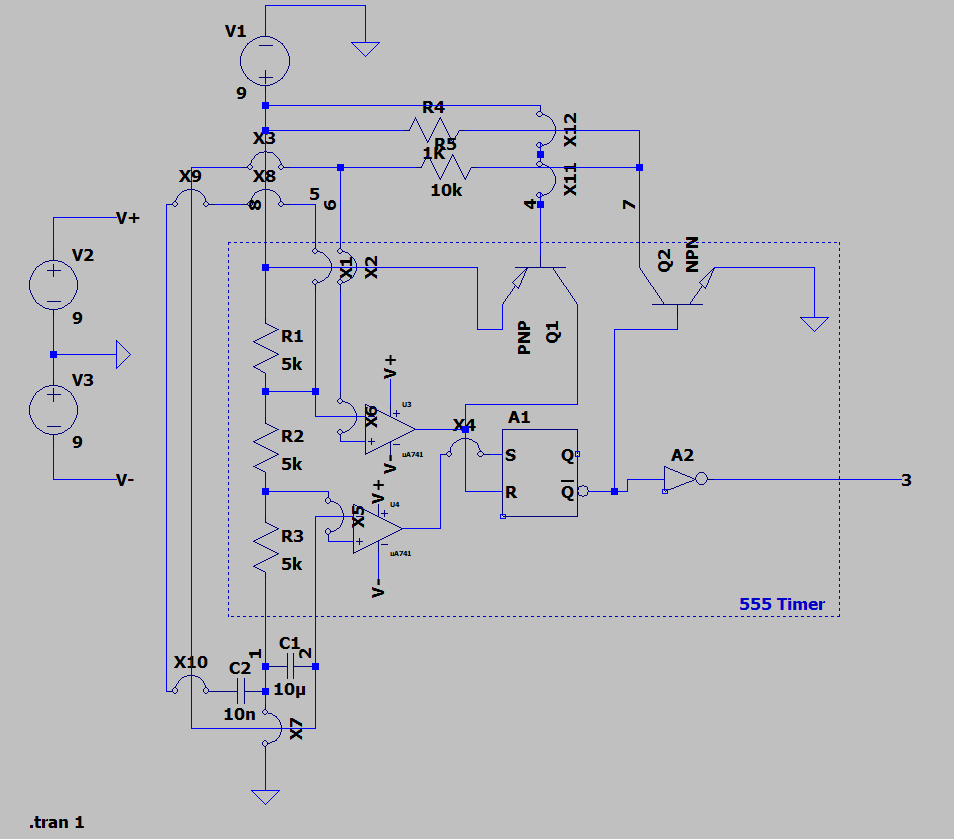 V1
9
R4
1K
X12
X3
R5
10k
X11
X9
X8
8
5
6
4
7
V+
V2
9
V3
9
V-
X1
X2
Q2
NPN
PNP
Q1
R1
5k
V+
U3
X6
uA741
V-
X4
A1
S
Q
R
Q
A2
3
R2
5k
V+
U4
X5
uA741
V-
R3
5k
555 Timer
1
C1
2
10µ
X10
C2
10n
X7
.tran 1